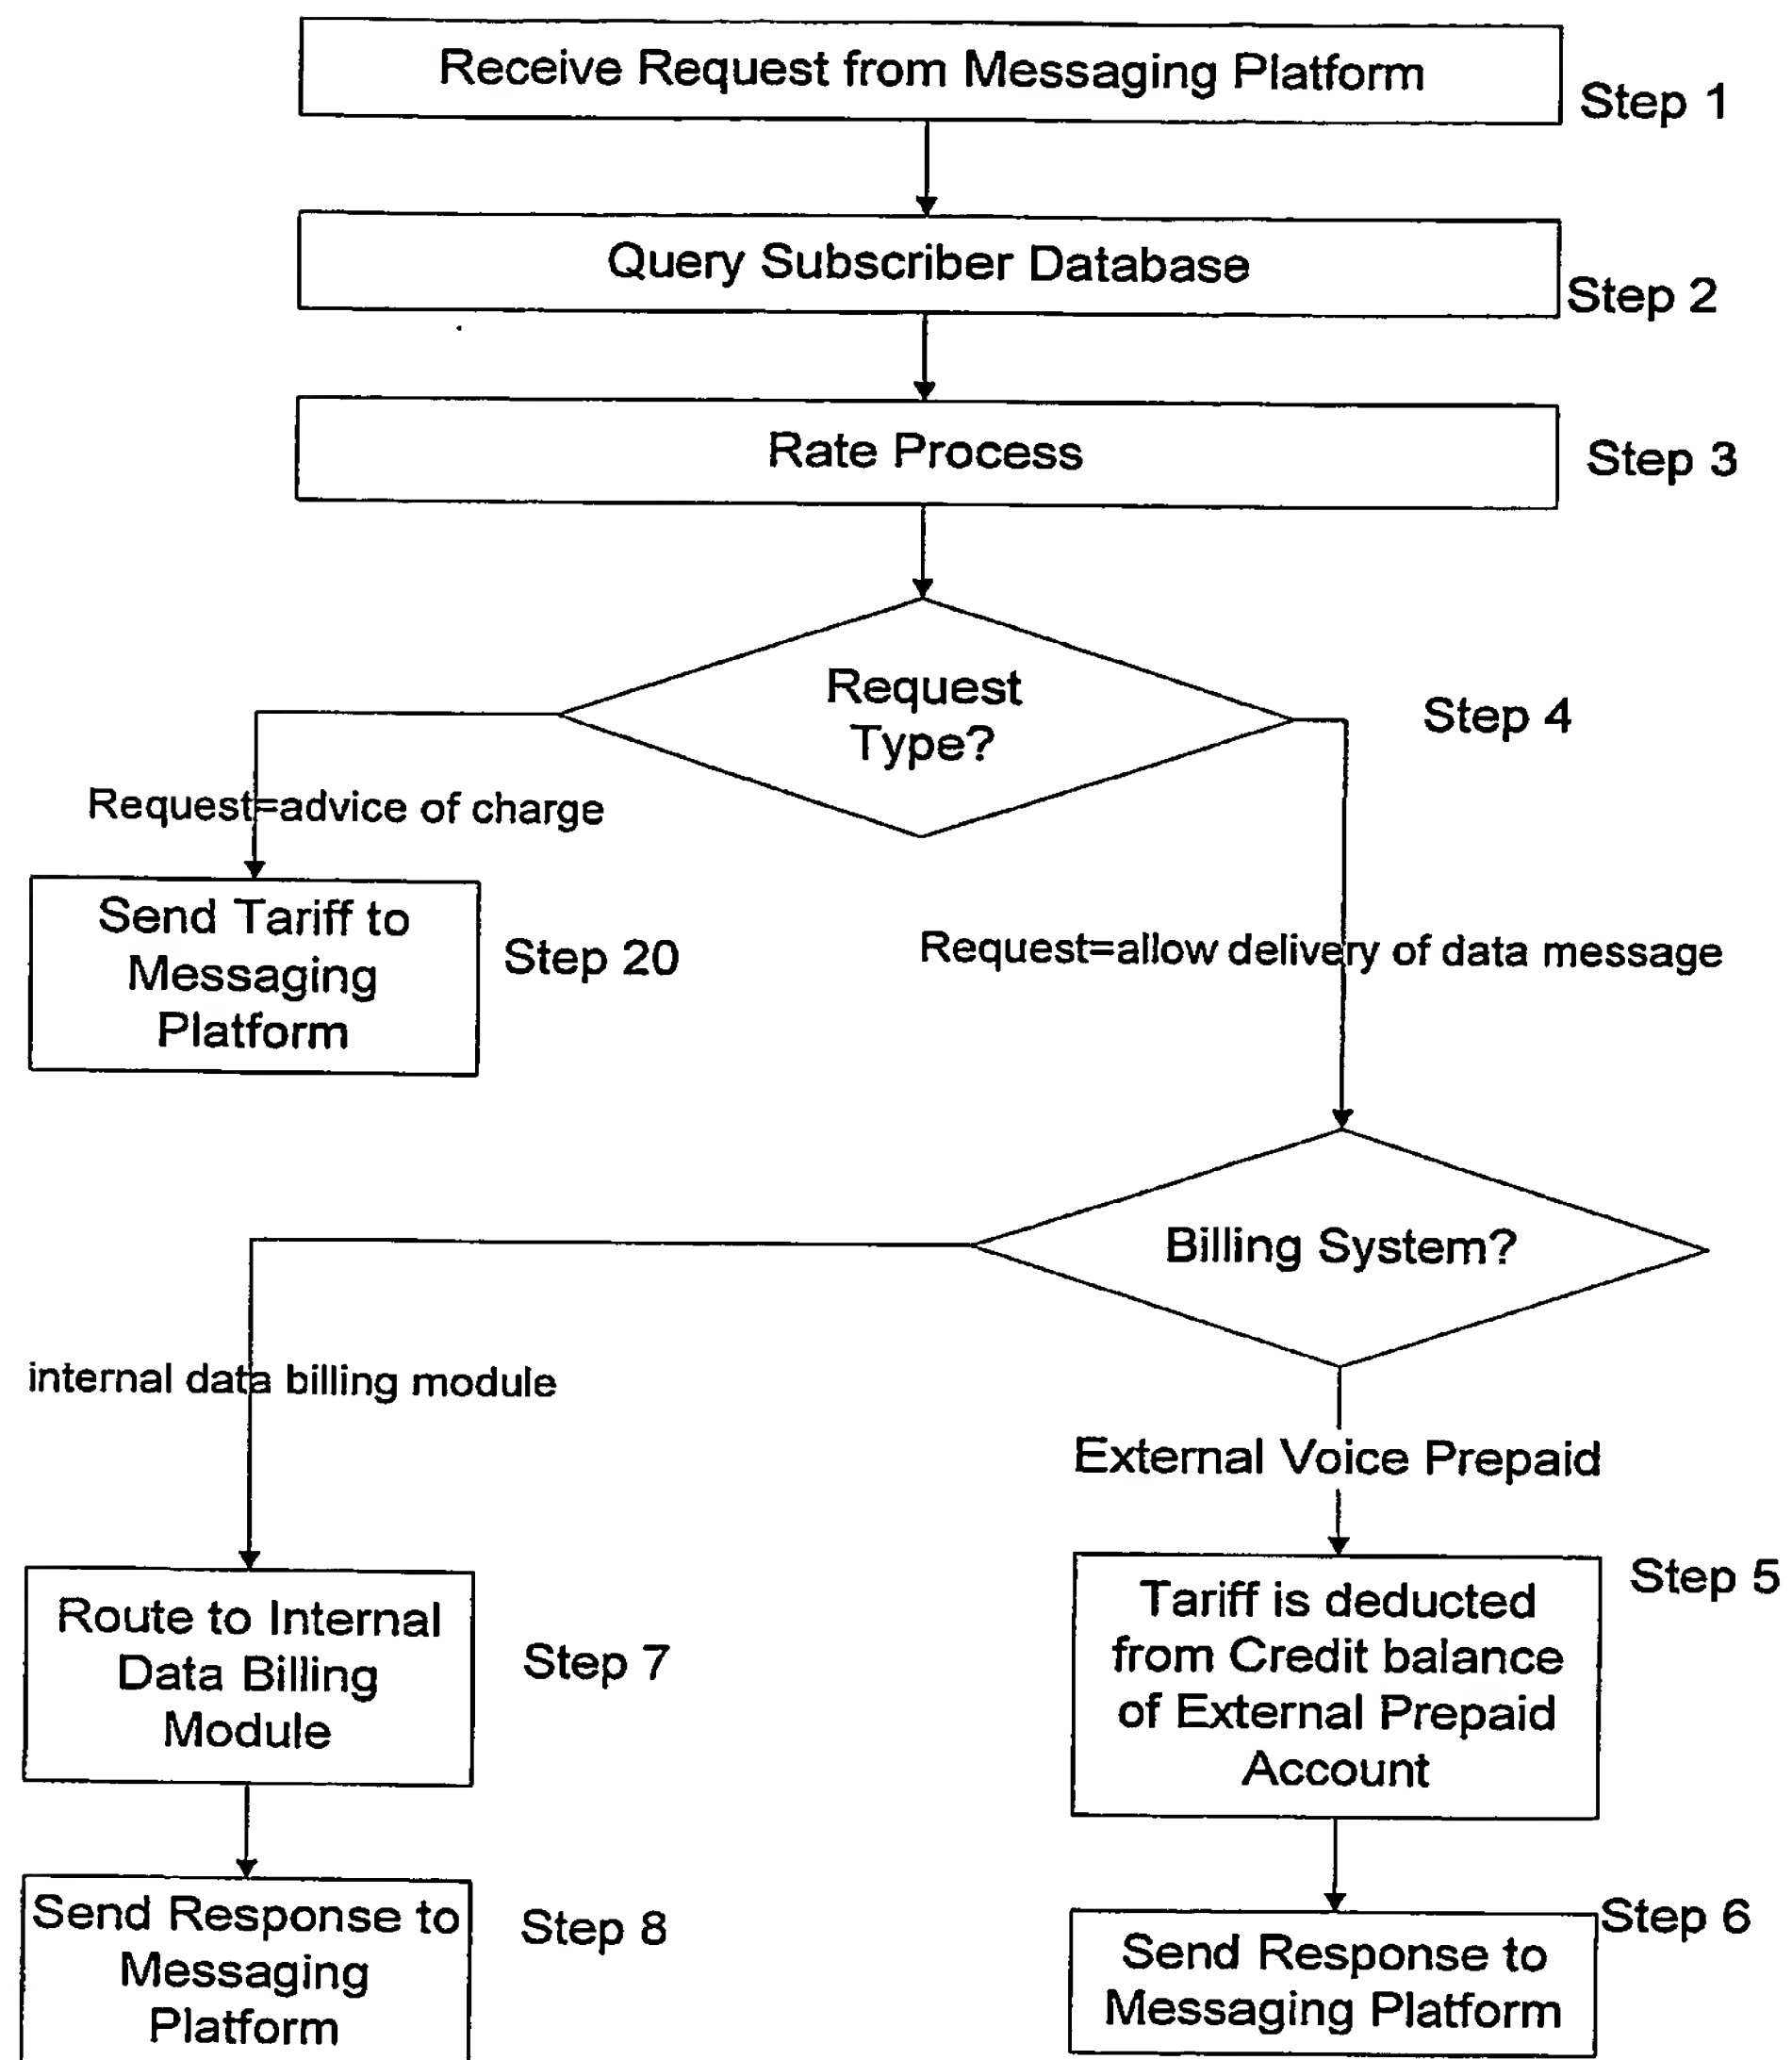 Receive Request from Messaging Platform
Step 1
Query Subscriber Database
Step 2
Rate Process
Step 3
Request
Type?
Step 4
Request=advice of charge
Send Tariff to
Messaging
Platform
Step 20
Request=allow delivery of data message
Billing System?
internal data billing module
External Voice Prepaid
Route to Internal
Data Billing
Module
Step 7
Tariff is deducted
from Credit balance
of External Prepaid
Account
Step 5
Send Response to
Messaging
Platform
Step 8
Send Response to
Messaging Platform
Step 6